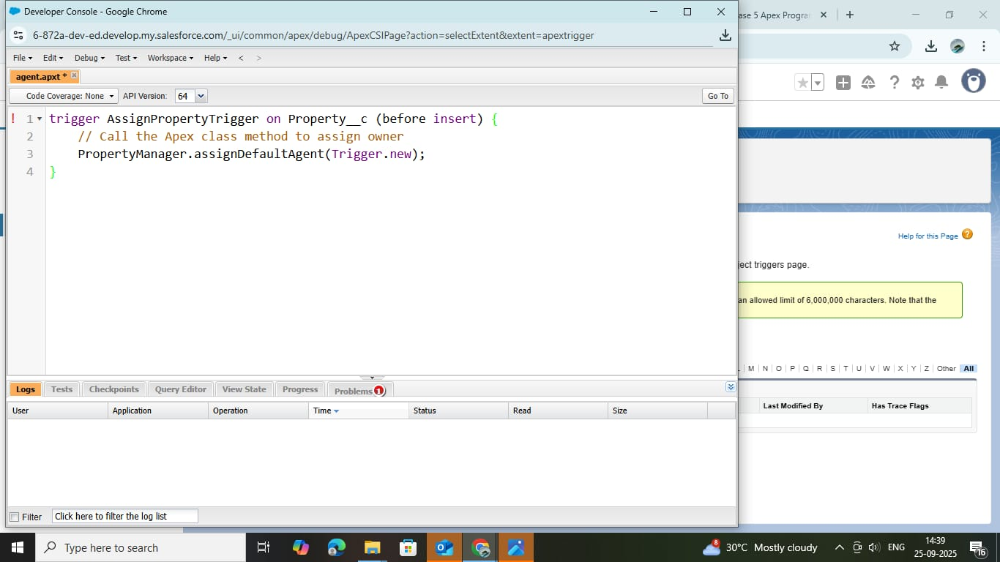 Developer Console - Google Chrome
ase 5 Apex Progra
6-872a-dev-ed.develop.my.salesforce.com/_ui/common/apex/debug/ApexCSIPage?action=selectExtent&extent=apextrigger
File Edit Debug Test Workspace Help < >
agent.apxt *
Code Coverage: None API Version: 64 Go To
! 1 trigger AssignPropertyTrigger on Property__c (before insert) {
2 // Call the Apex class method to assign owner
3 PropertyManager.assignDefaultAgent(Trigger.new);
4 }
Help for this Page ?
ject triggers page.
an allowed limit of 6,000,000 characters. Note that the
M N O P Q R S T U V W X Y Z Other All
Logs Tests Checkpoints Query Editor View State Progress Problems 1
Last Modified By Has Trace Flags
User Application Operation Time Status Read Size
Filter Click here to filter the log list
Type here to search
8 30°C Mostly cloudy ENG 14:39
25-09-2025 16